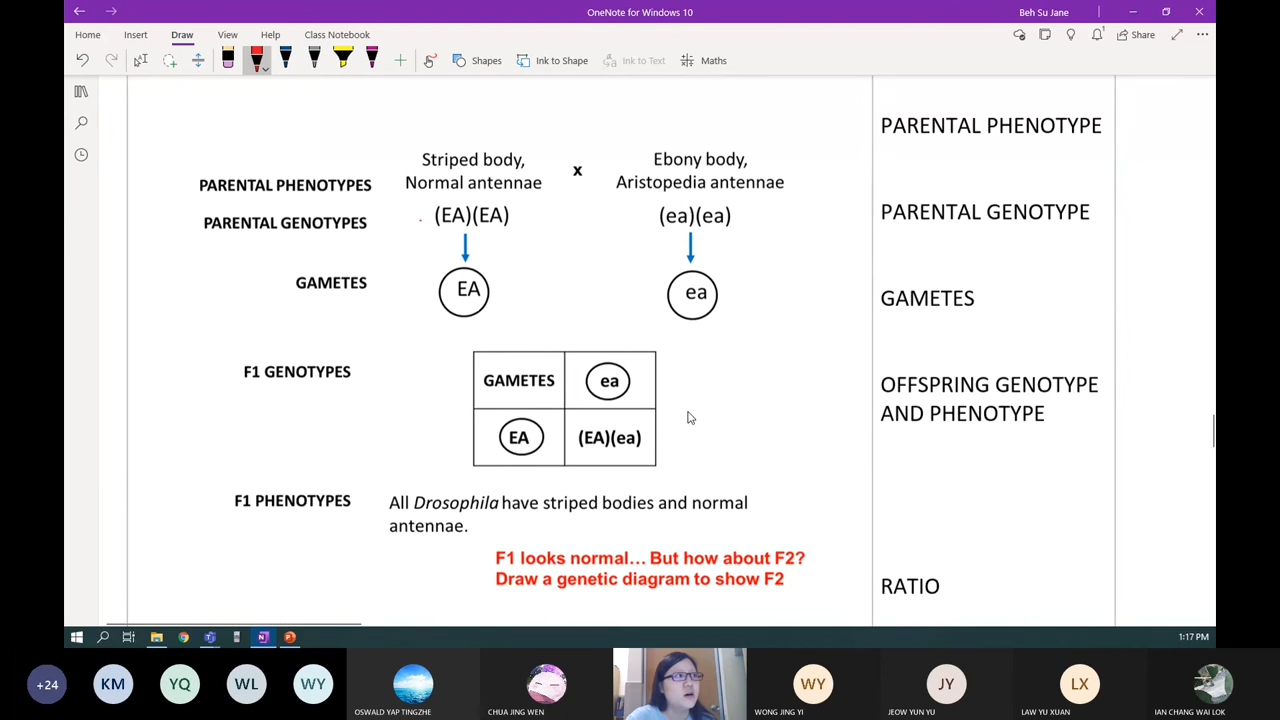 OneNote for Windows 10
Beh Su Jane
Home
Insert
Draw
View
Help
Class Notebook
Share
Shapes
Ink to Shape
Ink to Text
Maths
Striped body,
Normal antennae
x
Ebony body,
Aristopedia antennae
PARENTAL PHENOTYPES
PARENTAL GENOTYPES
(EA)(EA)
(ea)(ea)
GAMETES
EA
ea
F1 GENOTYPES
GAMETES
ea
EA
(EA)(ea)
F1 PHENOTYPES
All Drosophila have striped bodies and normal
antennae.
F1 looks normal... But how about F2?
Draw a genetic diagram to show F2
PARENTAL PHENOTYPE
PARENTAL GENOTYPE
GAMETES
OFFSPRING GENOTYPE
AND PHENOTYPE
RATIO
1:17 PM
+24
KM
YQ
WL
WY
OSWALD YAP TINGZHE
CHUA JING WEN
WY
WONG JING YI
JY
JEOW YUN YU
LX
LAW YU XUAN
IAN CHANG WAI LOK